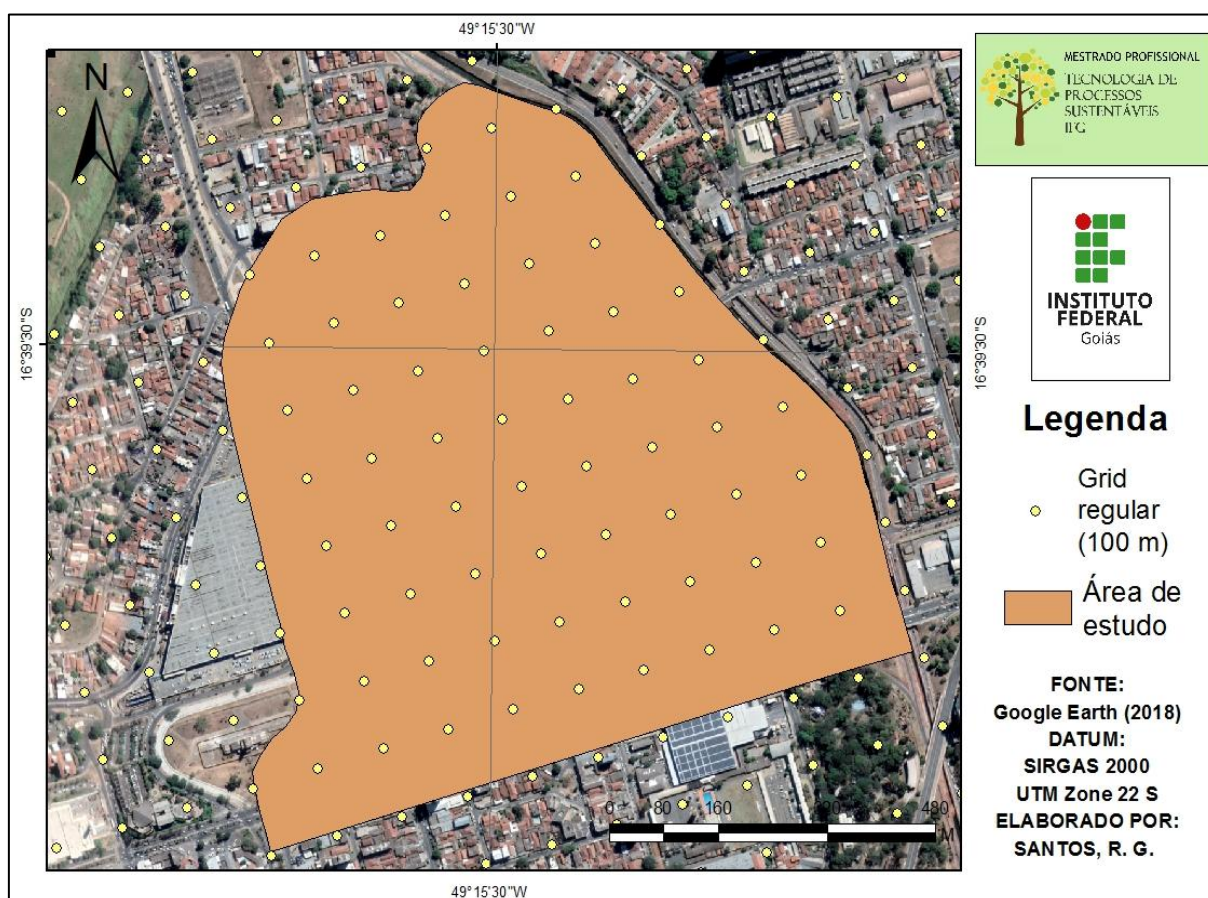 49°15'30"W
N
16°39'30"S
16°39'30"S
MESTRADO PROFISSIONAL
TECNOLOGIA DE
PROCESSOS
SUSTENTÁVEIS
IFG
INSTITUTO
FEDERAL
Goiás
Legenda
Grid
regular
(100 m)
Área de
estudo
FONTE:
Google Earth (2018)
DATUM:
SIRGAS 2000
UTM Zone 22 S
ELABORADO POR:
SANTOS, R. G.
0 80 160 320 480
49°15'30"W